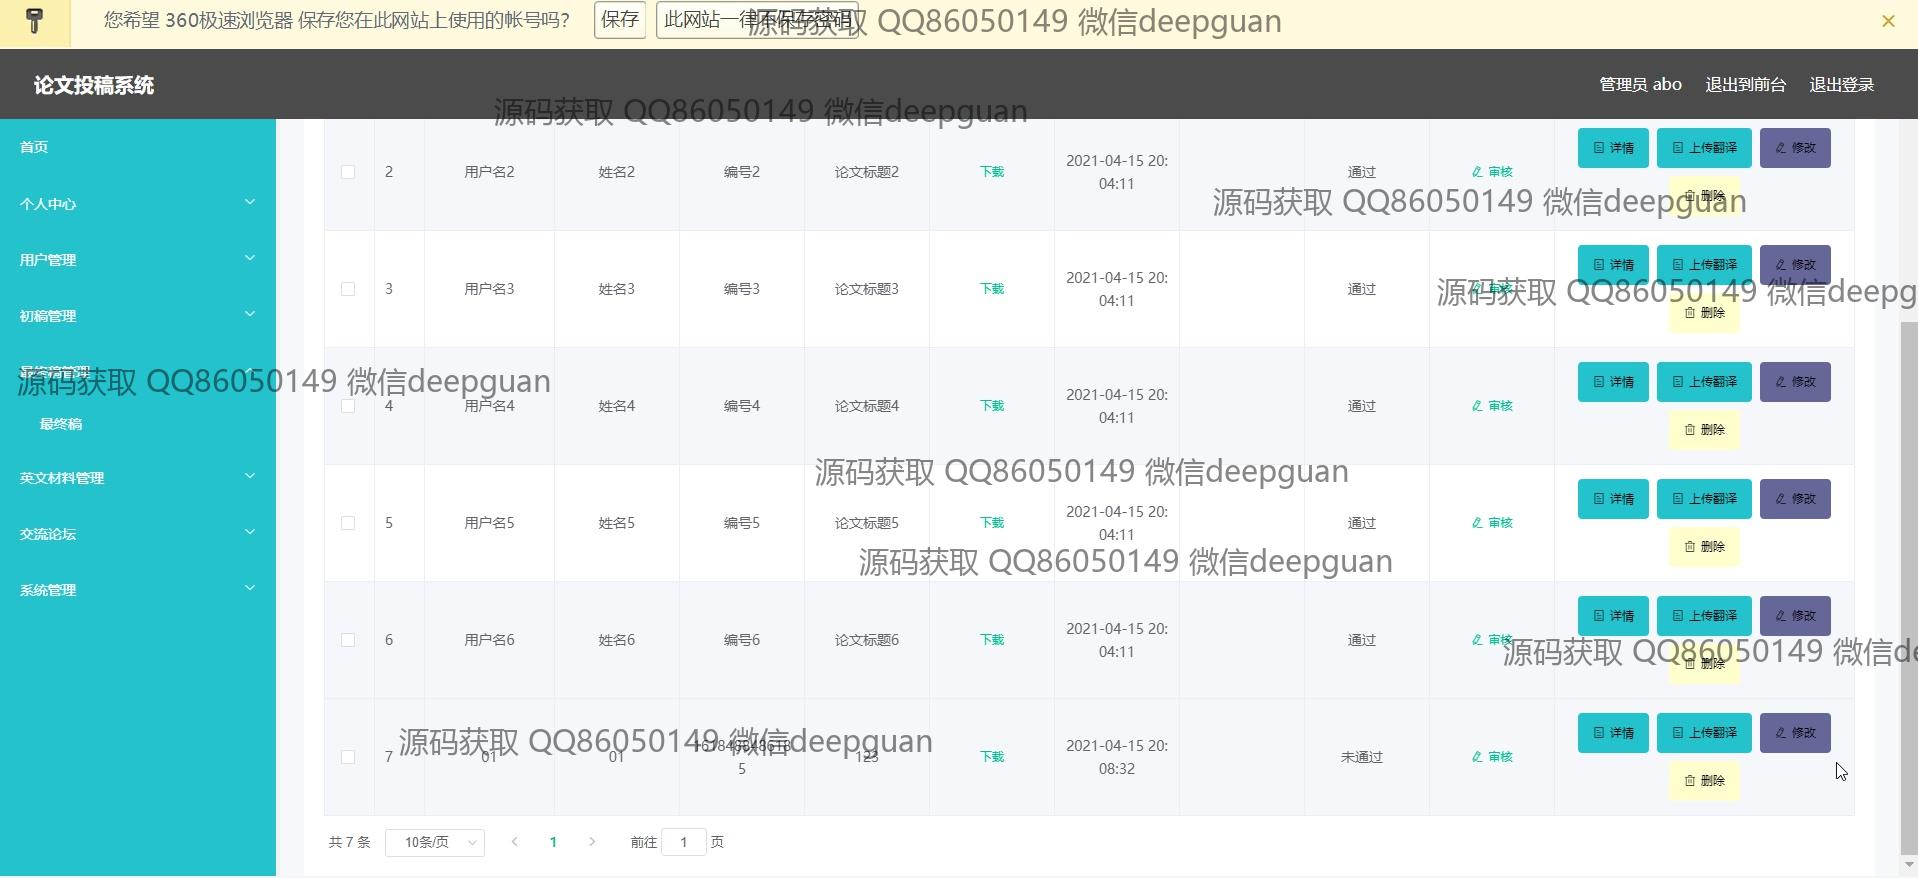 您希望 360极速浏览器 保存您在此网站上使用的帐号吗? 保存 此网站一律不保存密码
源码获取 QQ86050149 微信deepguan
论文投稿系统 管理员 abo 退出到前台 退出登录
源码获取 QQ86050149 微信deepguan
首页
个人中心
用户管理
初稿管理
最终稿管理
最终稿
英文材料管理
交流论坛
系统管理
2 用户名2 姓名2 编号2 论文标题2 下载 2021-04-15 20:04:11 通过 审核 详情 上传翻译 修改
删除
源码获取 QQ86050149 微信deepguan
3 用户名3 姓名3 编号3 论文标题3 下载 2021-04-15 20:04:11 通过 审核 详情 上传翻译 修改
源码获取 QQ86050149 微信deepg
删除
源码获取 QQ86050149 微信deepguan
4 用户名4 姓名4 编号4 论文标题4 下载 2021-04-15 20:04:11 通过 审核 详情 上传翻译 修改
删除
源码获取 QQ86050149 微信deepguan
5 用户名5 姓名5 编号5 论文标题5 下载 2021-04-15 20:04:11 通过 审核 详情 上传翻译 修改
删除
源码获取 QQ86050149 微信deepguan
6 用户名6 姓名6 编号6 论文标题6 下载 2021-04-15 20:04:11 通过 审核 详情 上传翻译 修改
删除
源码获取 QQ86050149 微信de
7 01 01 123 下载 2021-04-15 20:08:32 未通过 审核 详情 上传翻译 修改
删除
源码获取 QQ86050149 微信deepguan
共 7 条 10条/页 1 前往 1 页